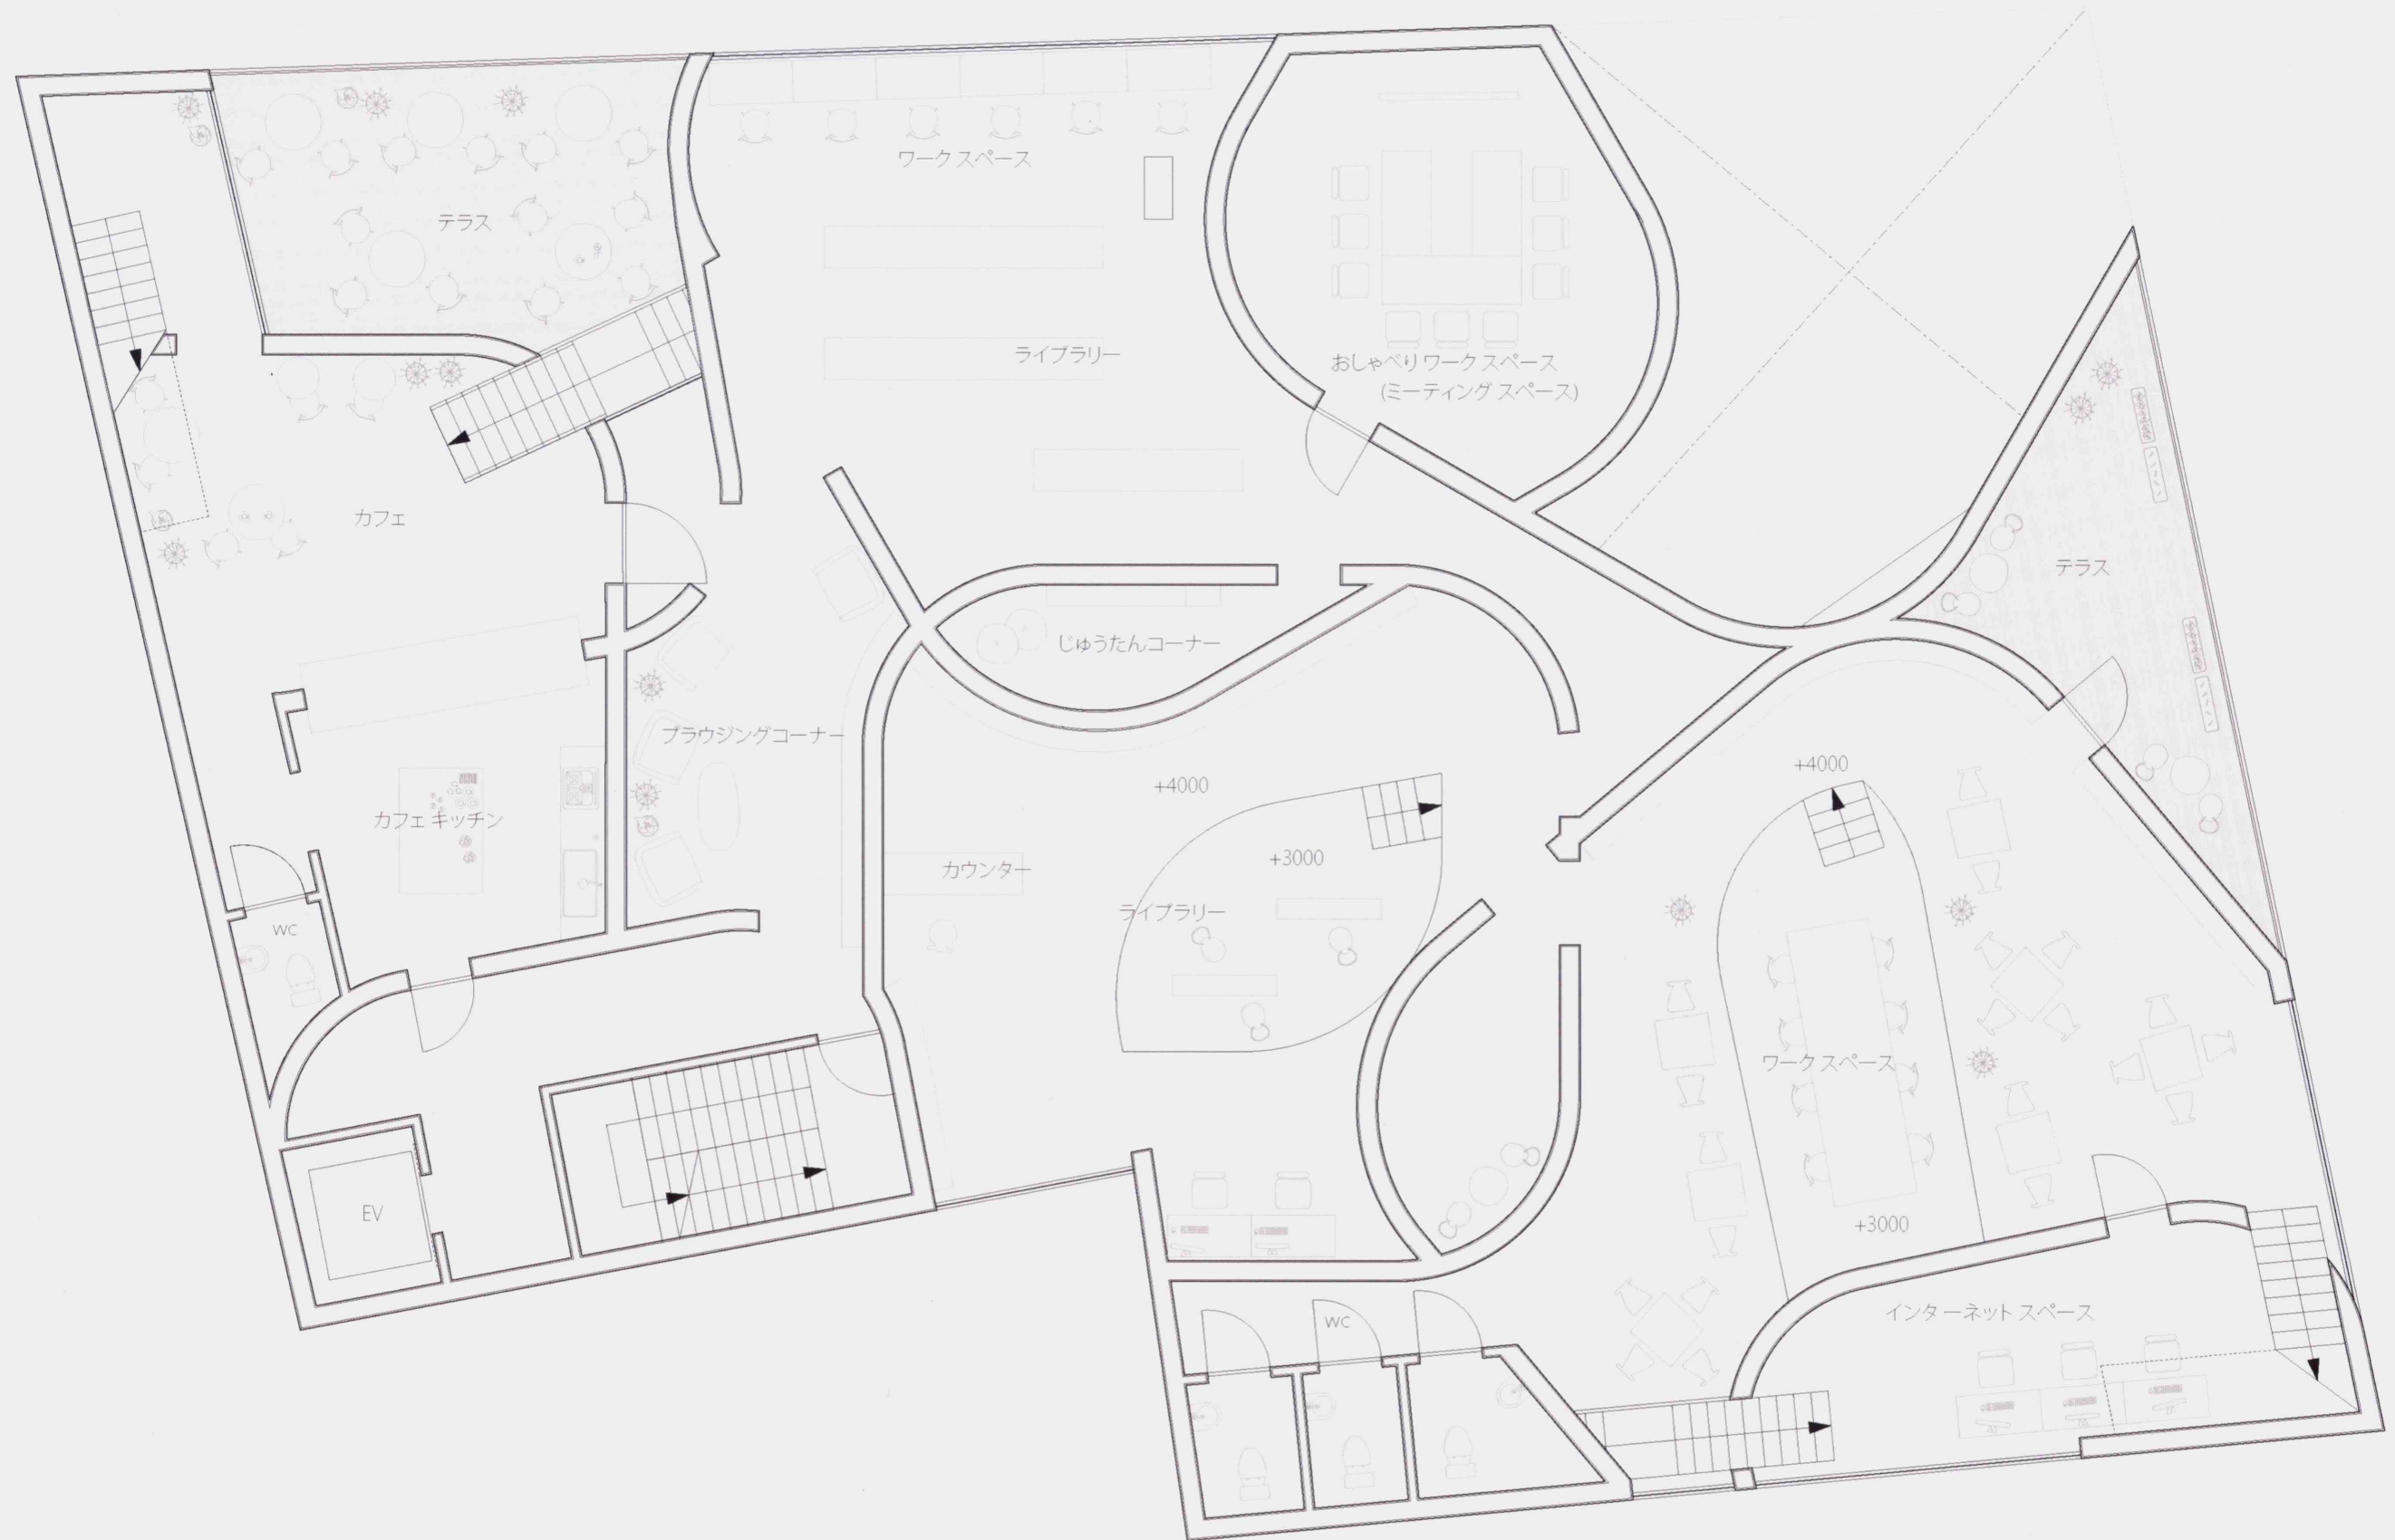 ワークスペース
テラス
ライブラリー
おしゃべりワークスペース
(ミーティングスペース)
カフェ
テラス
じゅうたんコーナー
ブラウジングコーナー
+4000
+4000
カフェキッチン
+3000
カウンター
ライブラリー
WC
ワークスペース
EV
+3000
インターネットスペース
WC